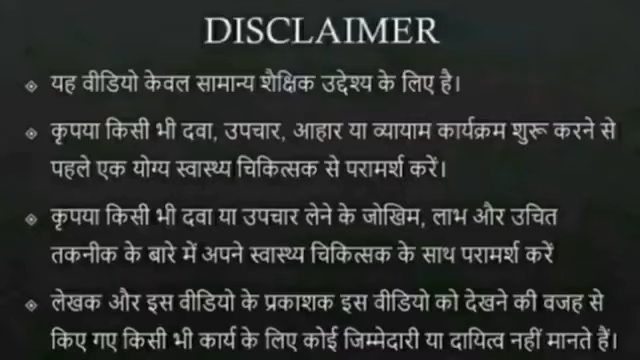 DISCLAIMER
यह वीडियो केवल सामान्य शैक्षिक उद्देश्य के लिए है।
कृपया किसी भी दवा, उपचार, आहार या व्यायाम कार्यक्रम शुरू करने से
पहले एक योग्य स्वास्थ्य चिकित्सक से परामर्श करें।
कृपया किसी भी दवा या उपचार लेने के जोखिम, लाभ और उचित
तकनीक के बारे में अपने स्वास्थ्य चिकित्सक के साथ परामर्श करें
लेखक और इस वीडियो के प्रकाशक इस वीडियो को देखने की वजह से
किए गए किसी भी कार्य के लिए कोई जिम्मेदारी या दायित्व नहीं मानते हैं।